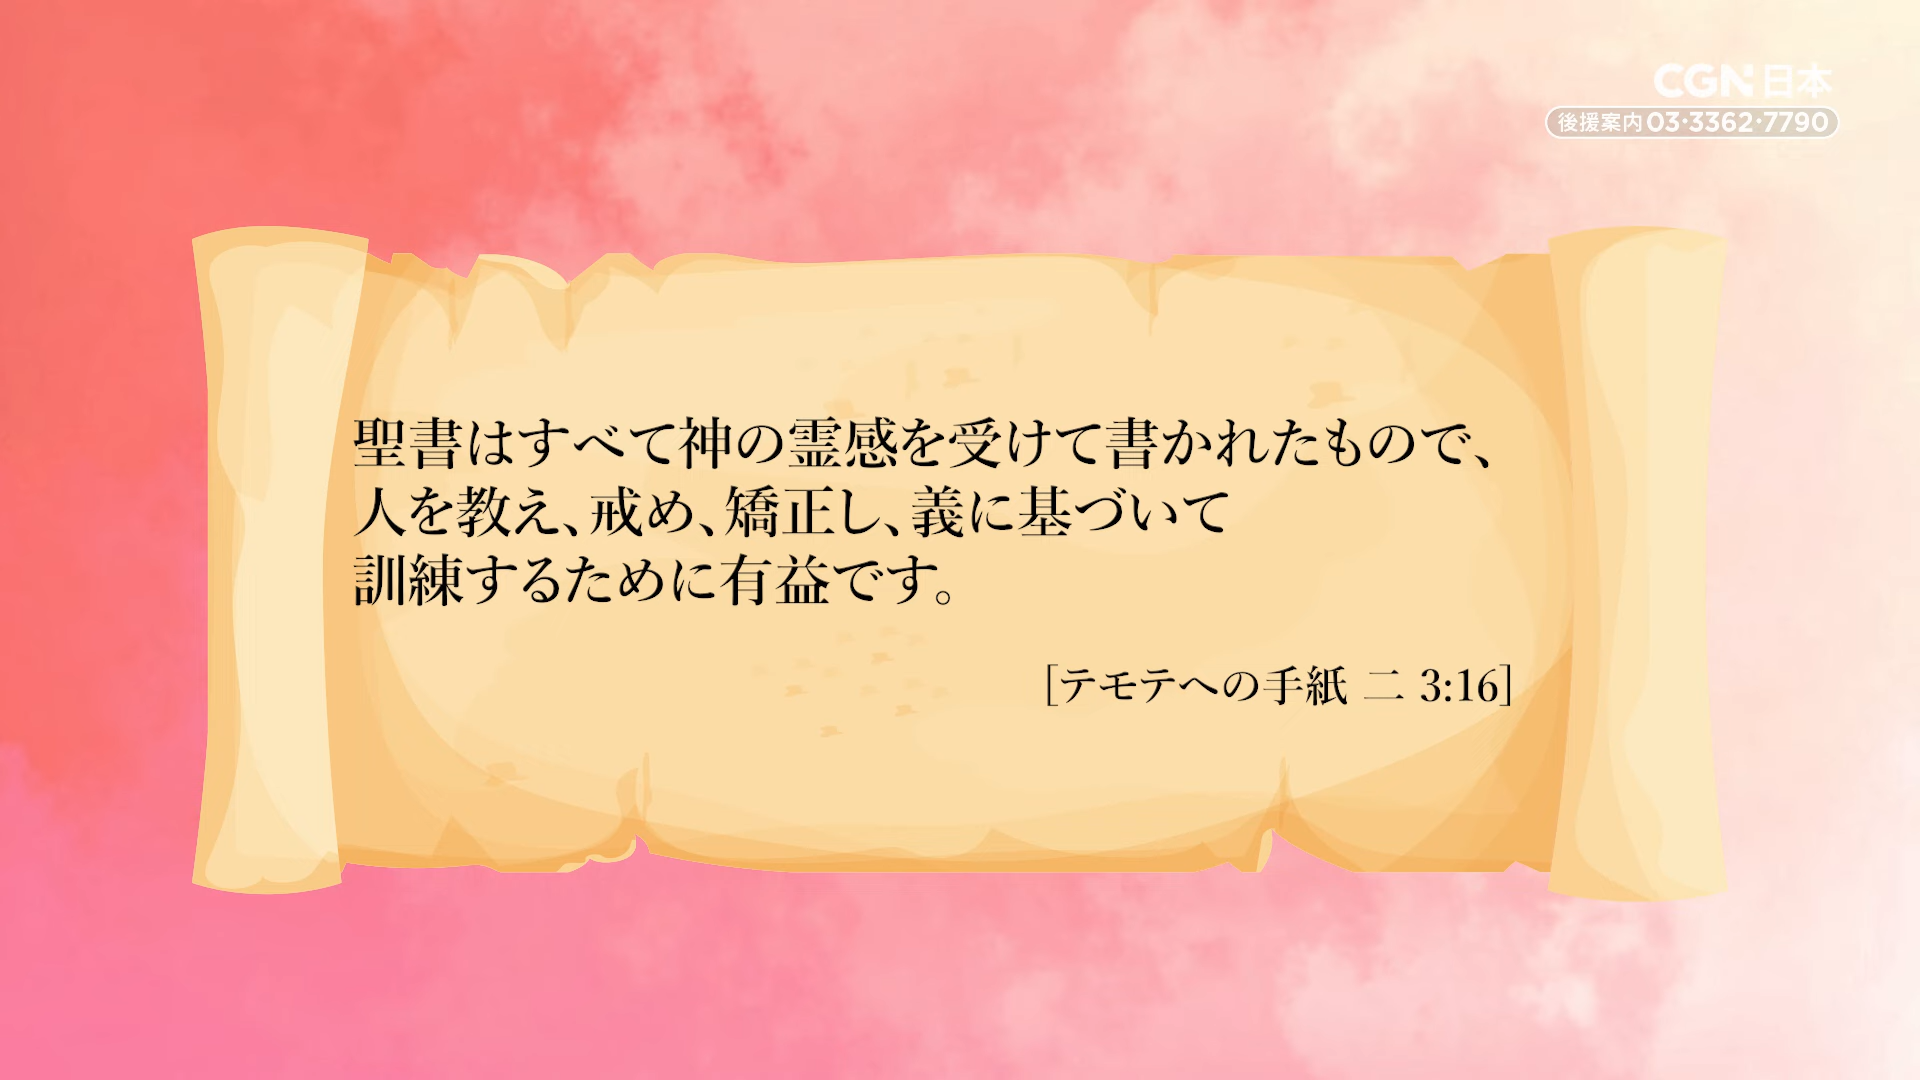 CGN日本
後援案内03·3362·7790
聖書はすべて神の霊感を受けて書かれたもので、
人を教え、戒め、矯正し、義に基づいて
訓練するために有益です。
[テモテへの手紙 二 3:16]